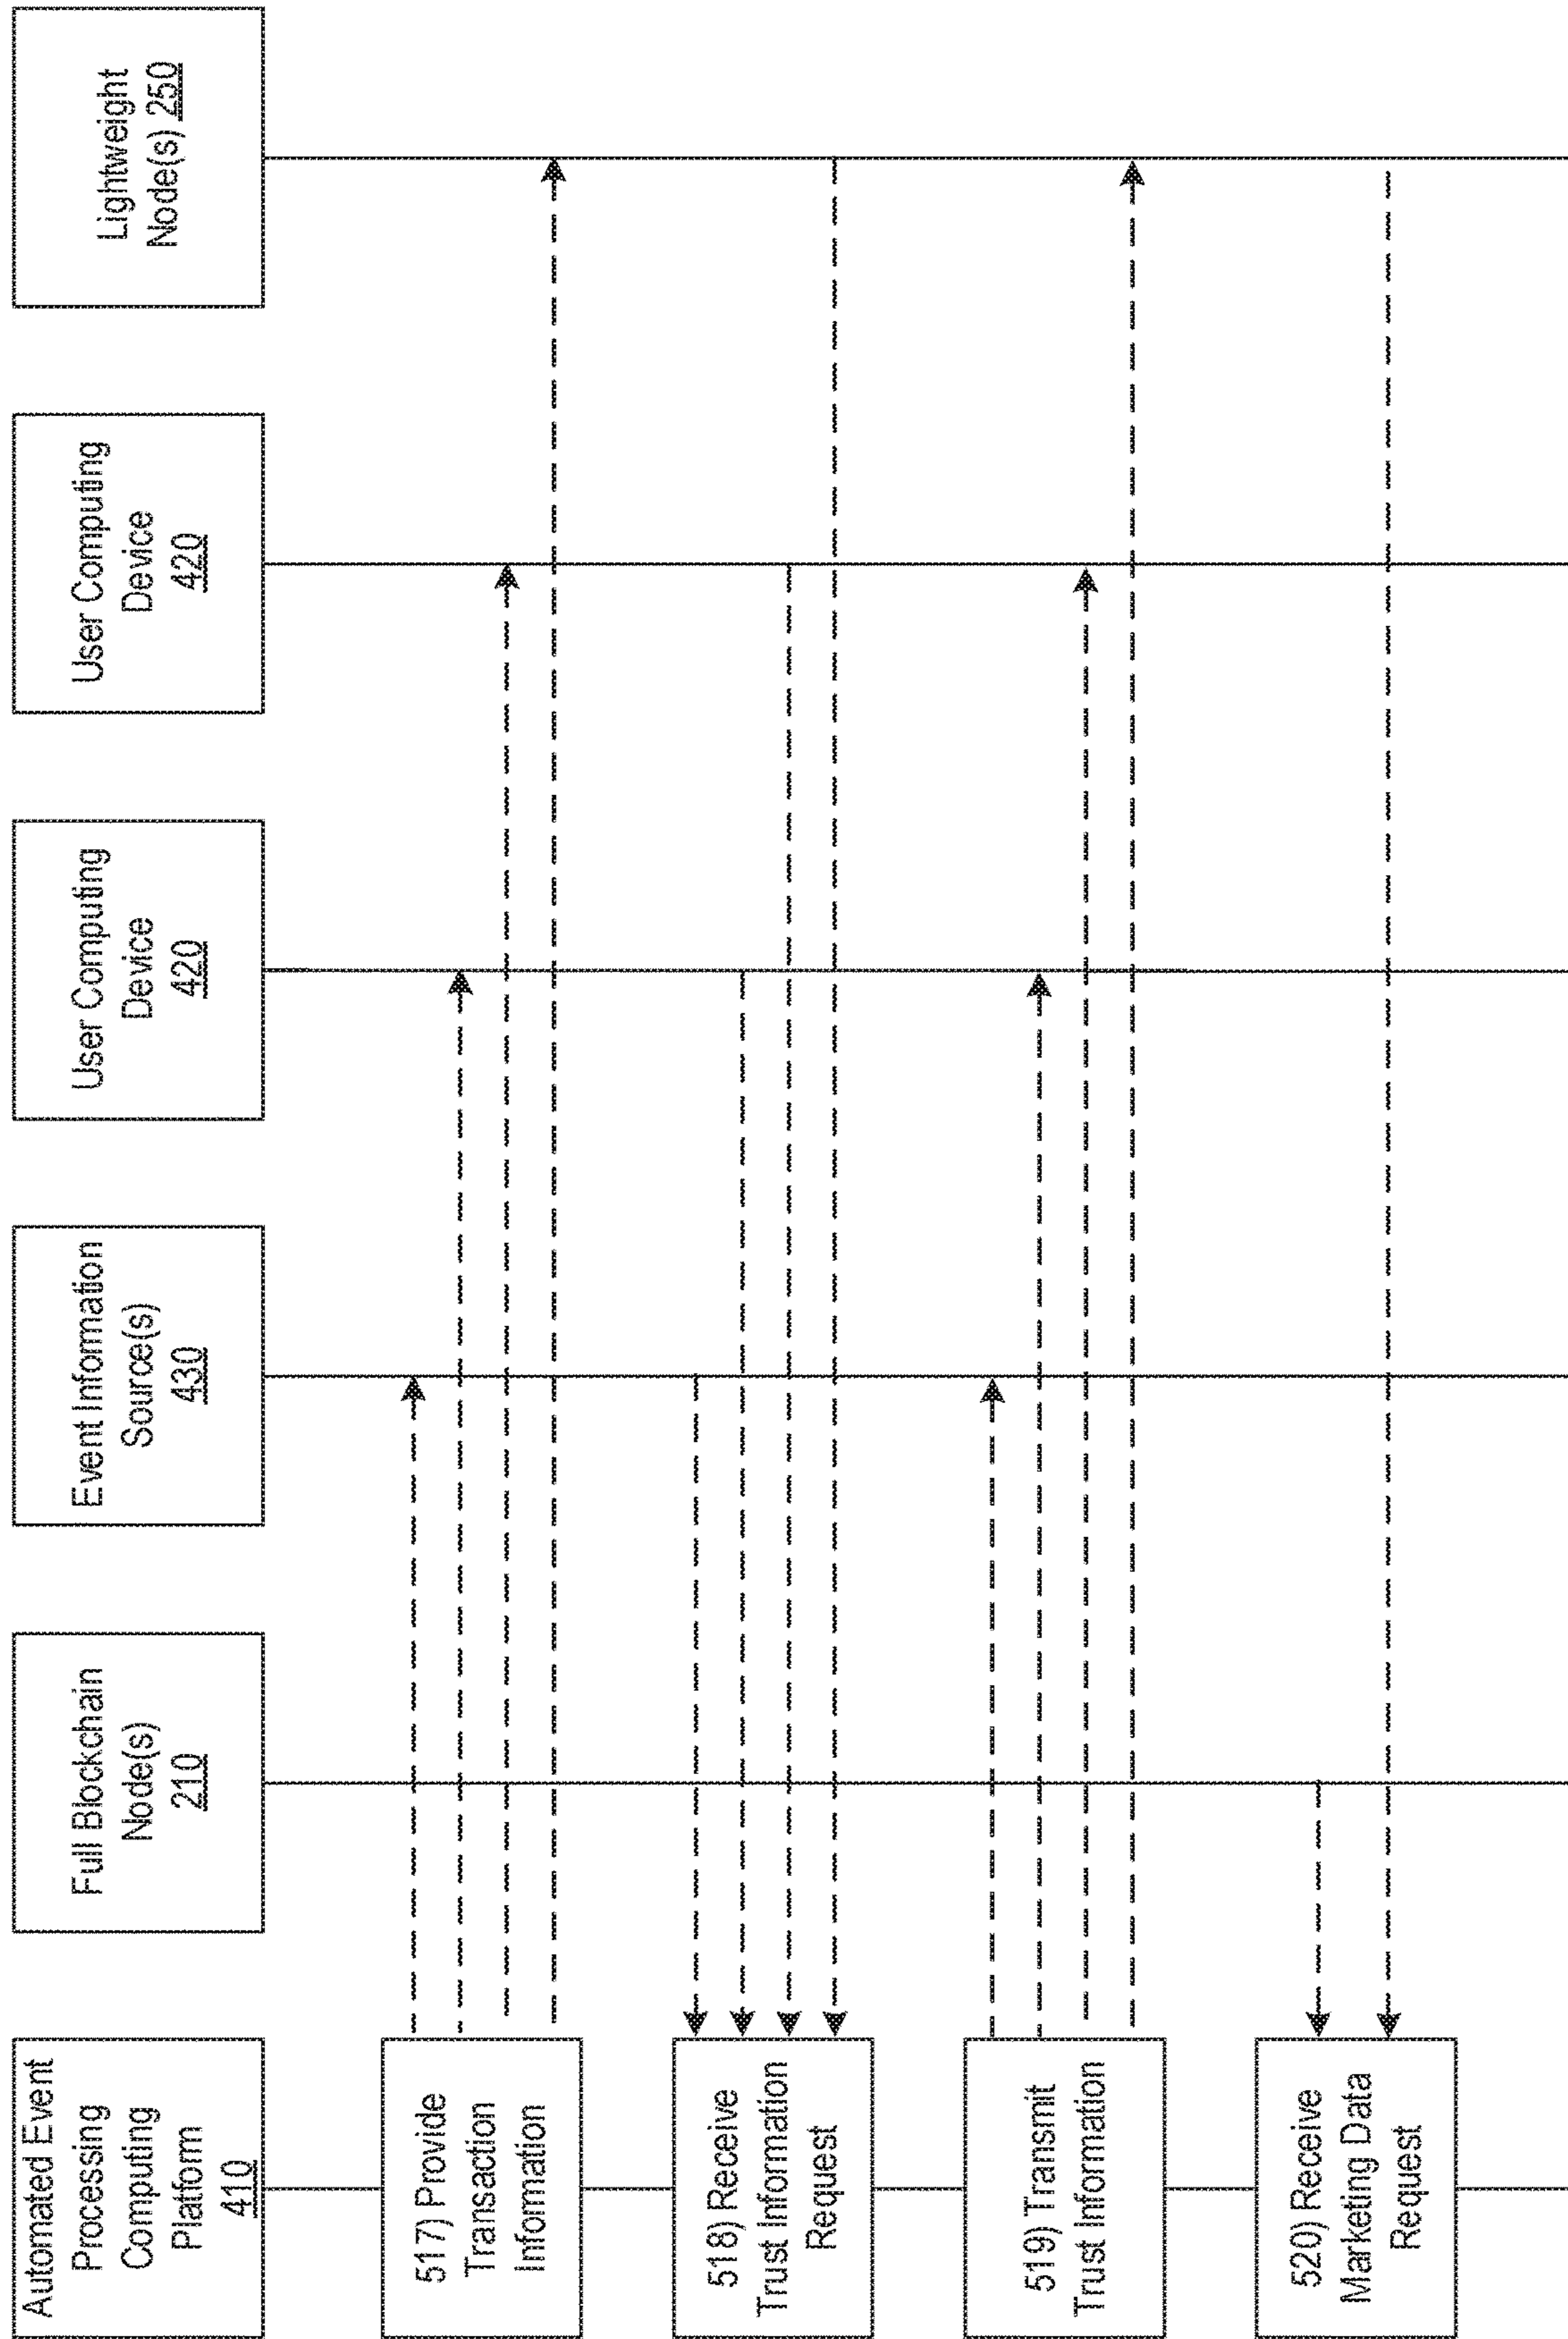 Automated Event
Processing
Computing
Platform
410
Full Blockchain
Node(s)
210
Event Information
Source(s)
430
User Computing
Device
420
User Computing
Device
420
Lightweight
Node(s) 250
517) Provide
Transaction
Information
518) Receive
Trust Information
Request
519) Transmit
Trust Information
520) Receive
Marketing Data
Request